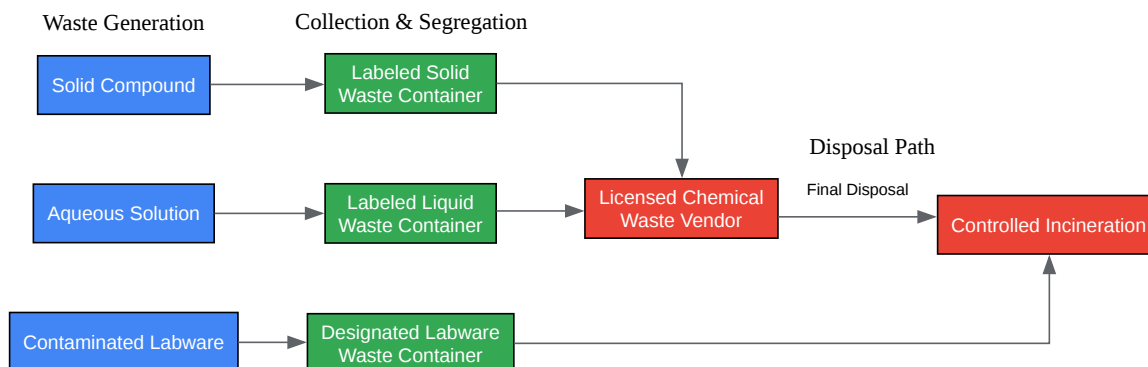 Waste Generation
Collection & Segregation
Solid Compound
Labeled Solid
Waste Container
Disposal Path
Final Disposal
Aqueous Solution
Labeled Liquid
Waste Container
Licensed Chemical
Waste Vendor
Controlled Incineration
Contaminated Labware
Designated Labware
Waste Container